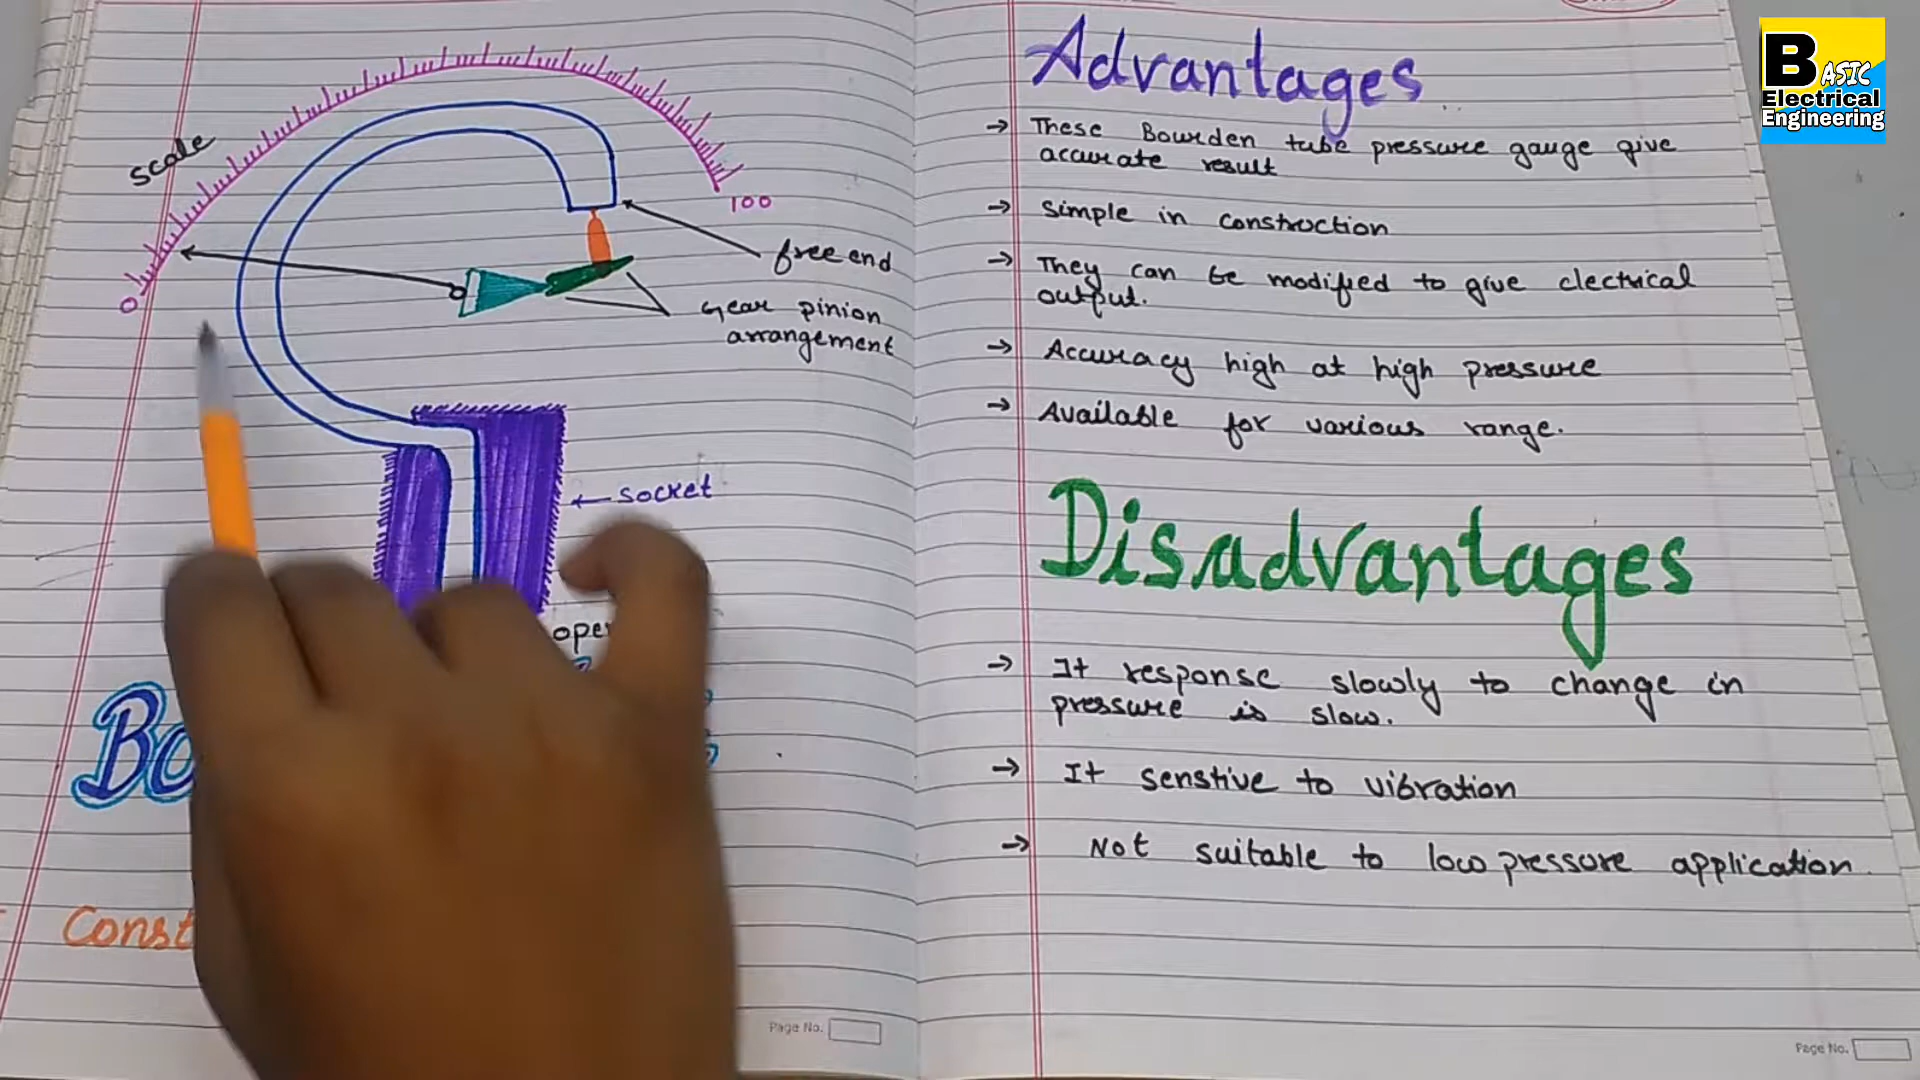 scale
0
100
free end
Gear pinion
arrangement
socket
Advantages
→ These Bourden tube pressure gauge give
accurate result
→ Simple in construction
→ They can be modified to give electrical
output.
→ Accuracy high at high pressure
→ Available for various range.
Disadvantages
→ It response slowly to change in
pressure is slow.
→ It senstive to vibration
→ Not suitable to low pressure application
Page No.
Page No.
BASIC
Electrical
Engineering